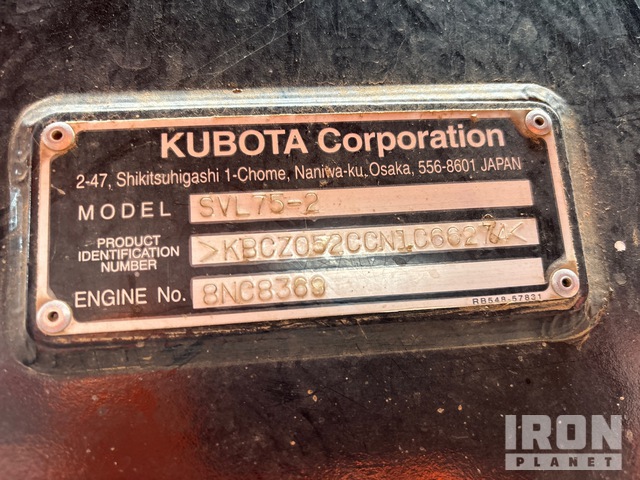 KUBOTA Corporation
2-47, Shikitsuhigashi 1-Chome, Naniwa-ku, Osaka, 556-8601 JAPAN
MODEL SVL75-2
PRODUCT
IDENTIFICATION
NUMBER
>KBCZ052CCN1C66274<
ENGINE No. 8NC8369
RB548-57831
IRON
PLANET